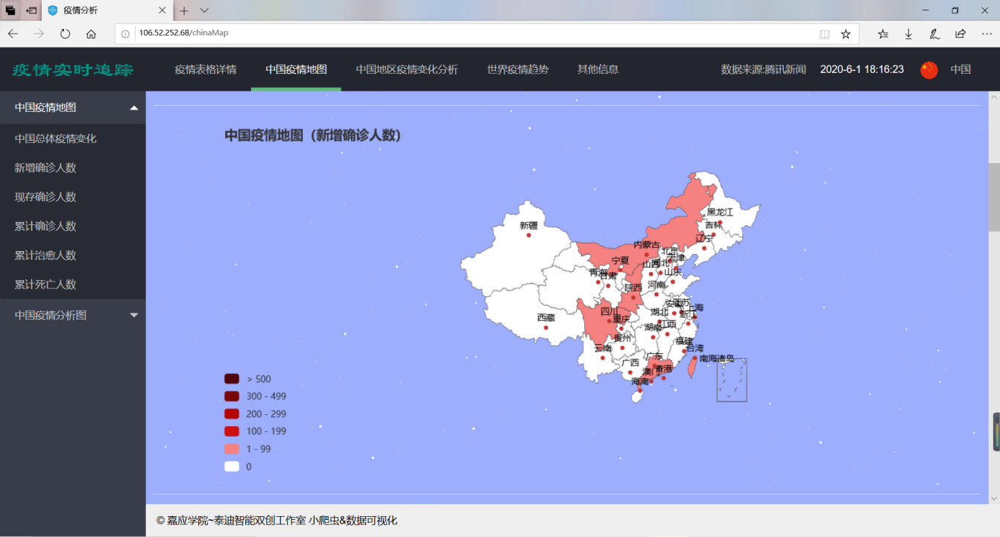 疫情分析
106.52.252.68/chinaMap
疫情实时追踪
疫情表格详情
中国疫情地图
中国地区疫情变化分析
世界疫情趋势
其他信息
数据来源:腾讯新闻
2020-6-1 18:16:23
中国
中国疫情地图
中国总体疫情变化
新增确诊人数
现存确诊人数
累计确诊人数
累计治愈人数
累计死亡人数
中国疫情分析图
中国疫情地图（新增确诊人数）
黑龙江
新疆
吉林
辽宁
内蒙古
北京
天津
宁夏
山西
河北
山东
青海
甘肃
陕西
河南
四川
重庆
湖北
安徽
江苏
上海
浙江
西藏
湖南
江西
贵州
云南
福建
台湾
广西
广东
南海诸岛
澳门
香港
海南
> 500
300 - 499
200 - 299
100 - 199
1 - 99
0
© 嘉应学院~泰迪智能双创工作室 小爬虫&数据可视化